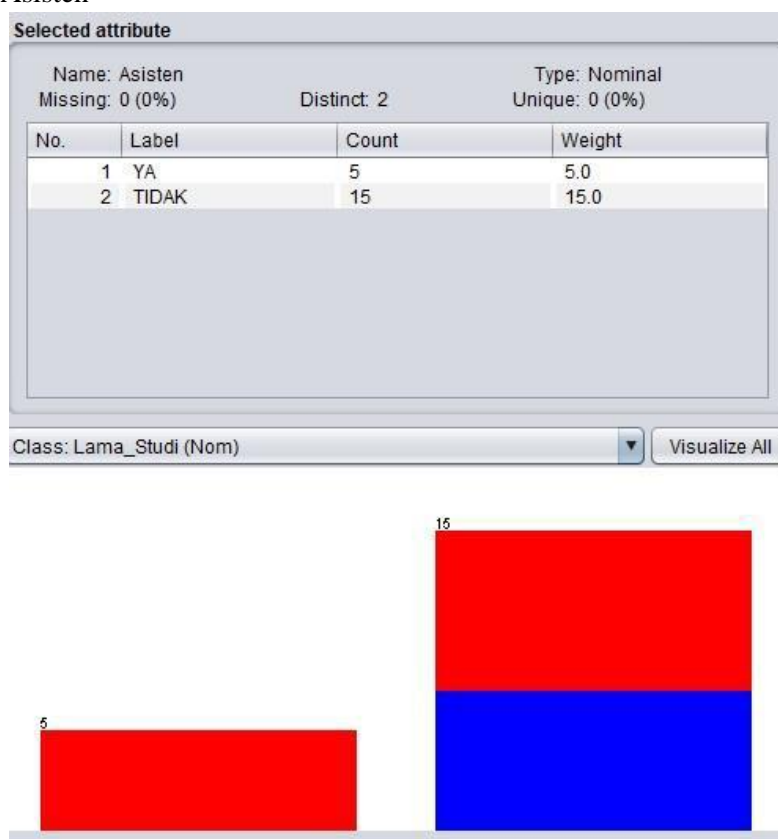 Asisten
Selected attribute
Name: Asisten Type: Nominal
Missing: 0 (0%) Distinct: 2 Unique: 0 (0%)
No. Label Count Weight
1 YA 5 5.0
2 TIDAK 15 15.0
Class: Lama_Studi (Nom) Visualize All
15
5